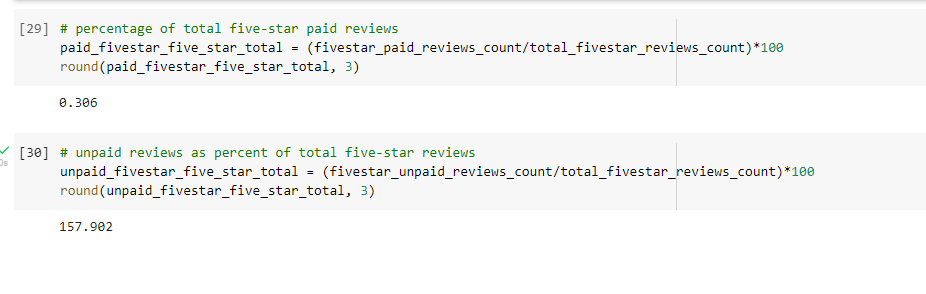 [29] # percentage of total five-star paid reviews
paid_fivestar_five_star_total = (fivestar_paid_reviews_count/total_fivestar_reviews_count)*100
round(paid_fivestar_five_star_total, 3)
0.306
[30] # unpaid reviews as percent of total five-star reviews
0s
unpaid_fivestar_five_star_total = (fivestar_unpaid_reviews_count/total_fivestar_reviews_count)*100
round(unpaid_fivestar_five_star_total, 3)
157.902